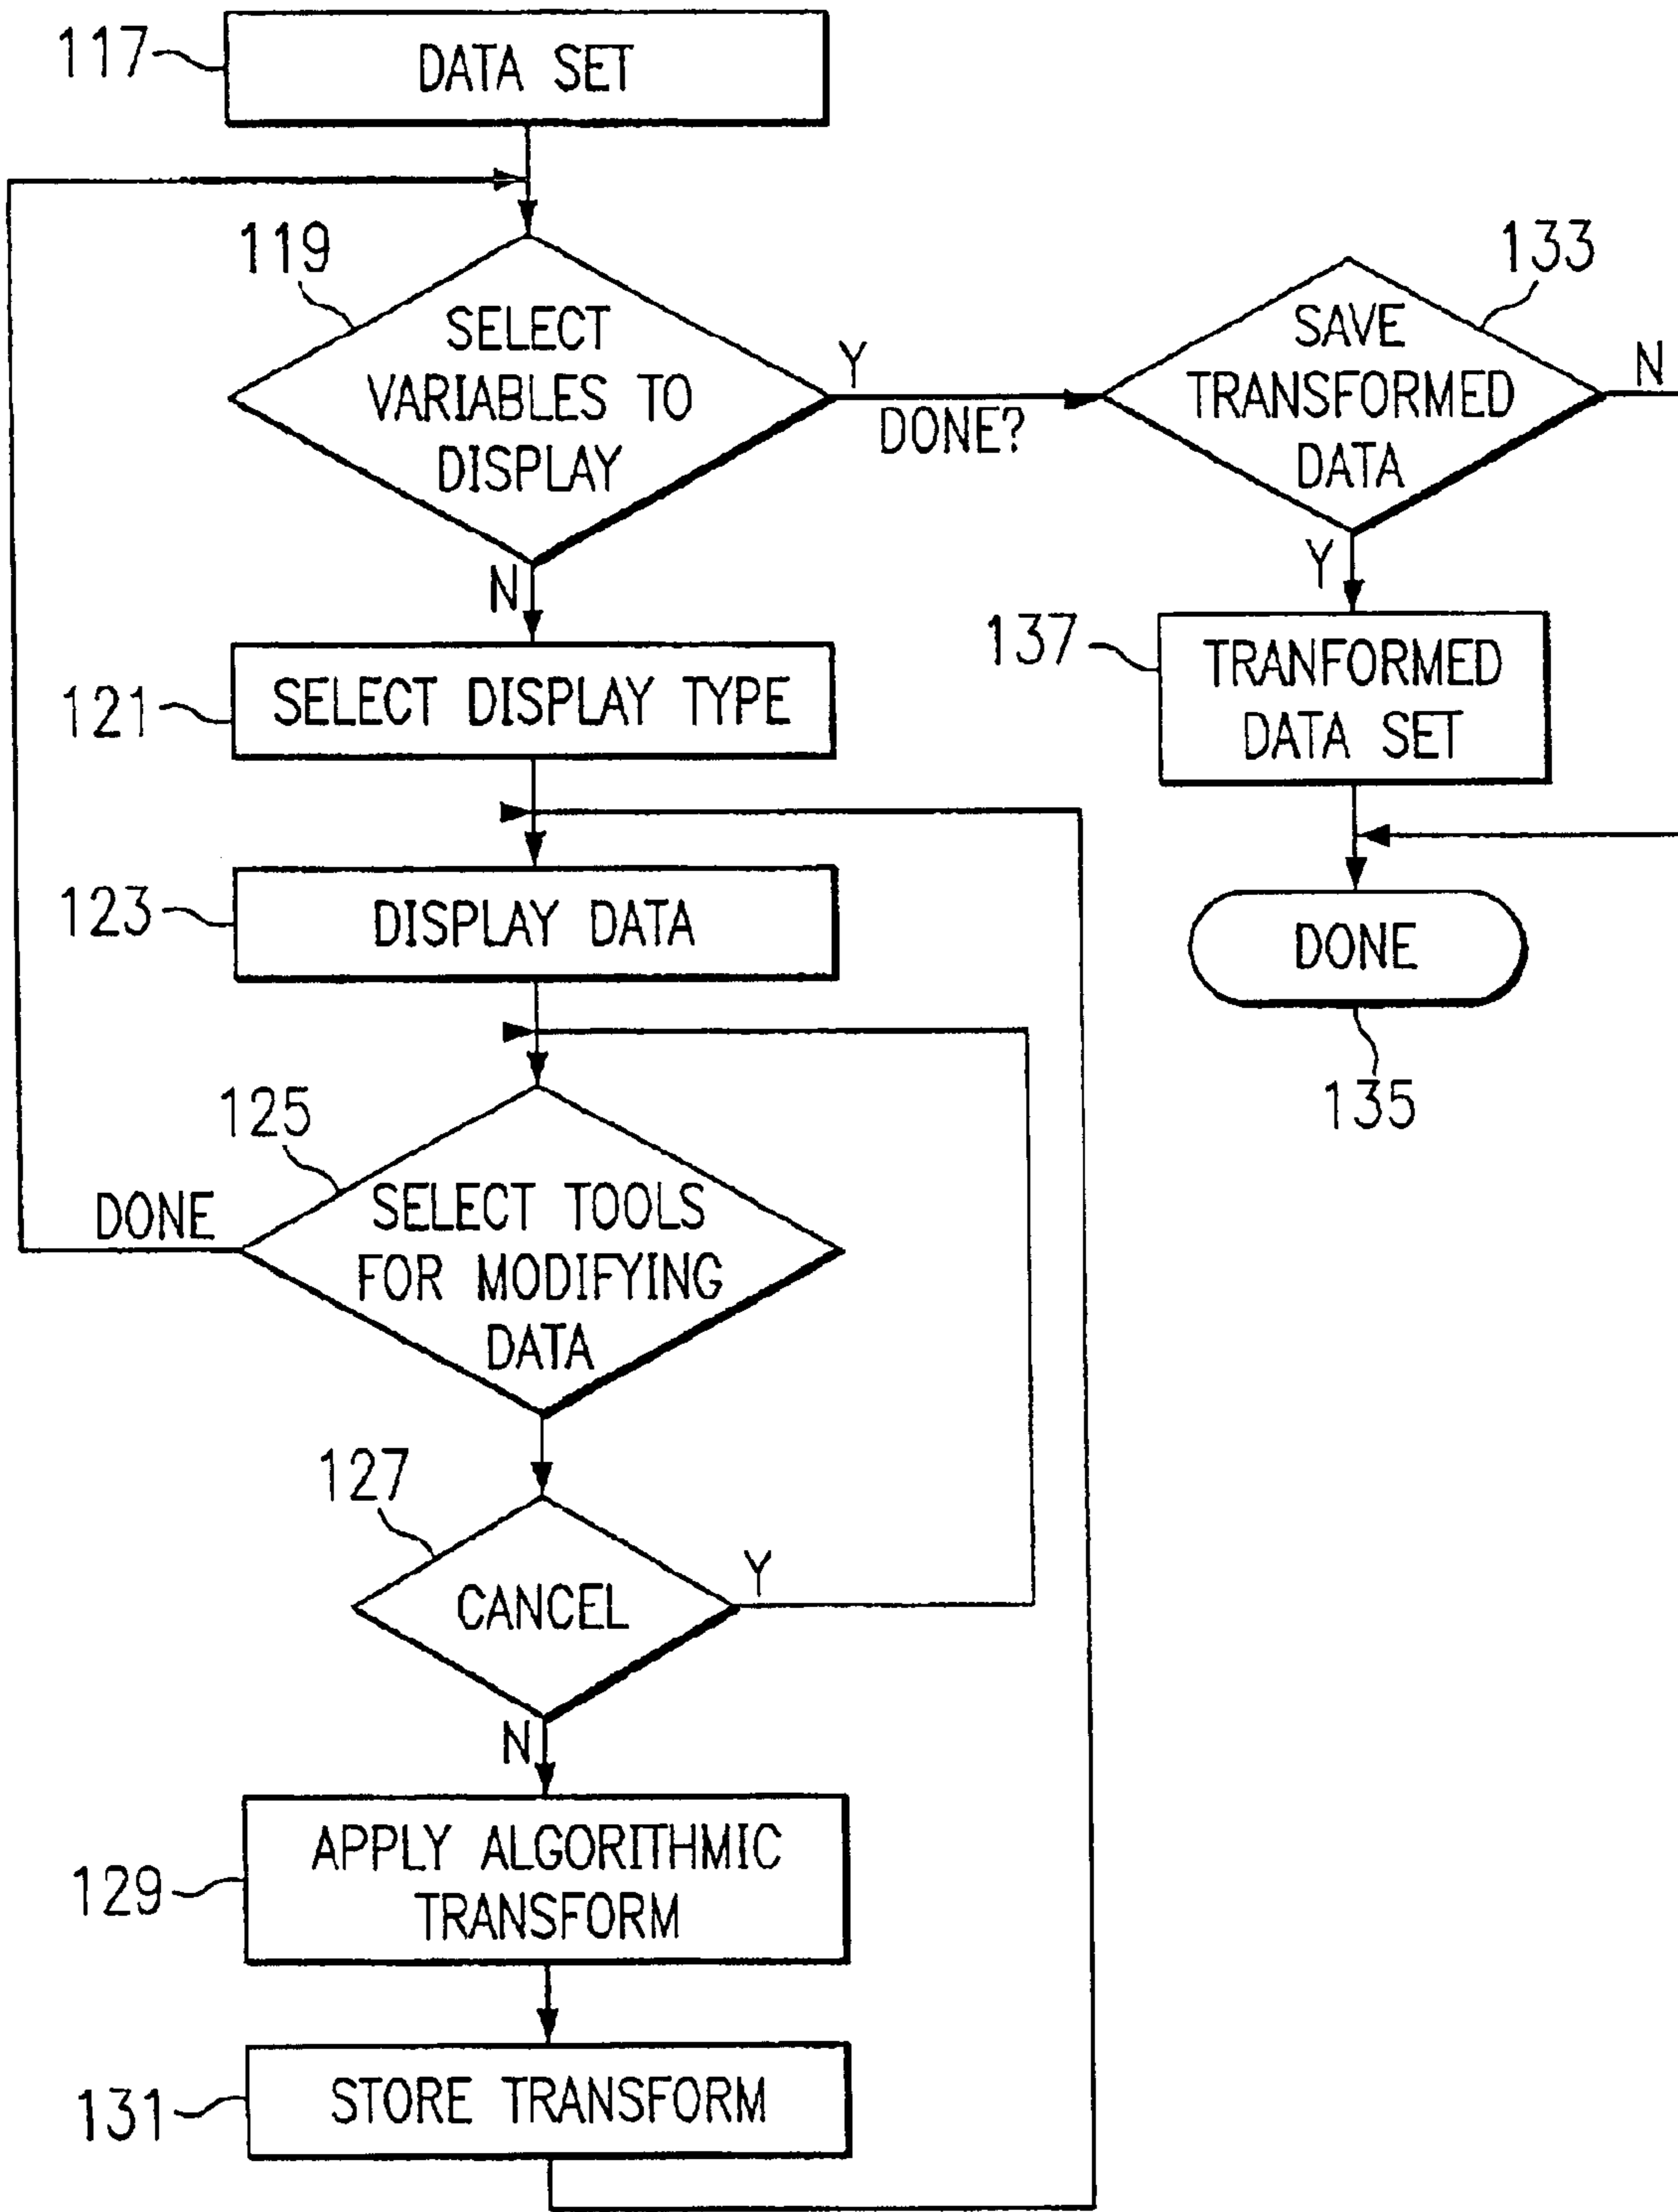 117
DATA SET
119
SELECT
VARIABLES TO
DISPLAY
Y
DONE?
N
133
SAVE
TRANSFORMED
DATA
N
Y
121
SELECT DISPLAY TYPE
137
TRANFORMED
DATA SET
123
DISPLAY DATA
DONE
135
125
DONE
SELECT TOOLS
FOR MODIFYING
DATA
127
CANCEL
Y
N
129
APPLY ALGORITHMIC
TRANSFORM
131
STORE TRANSFORM